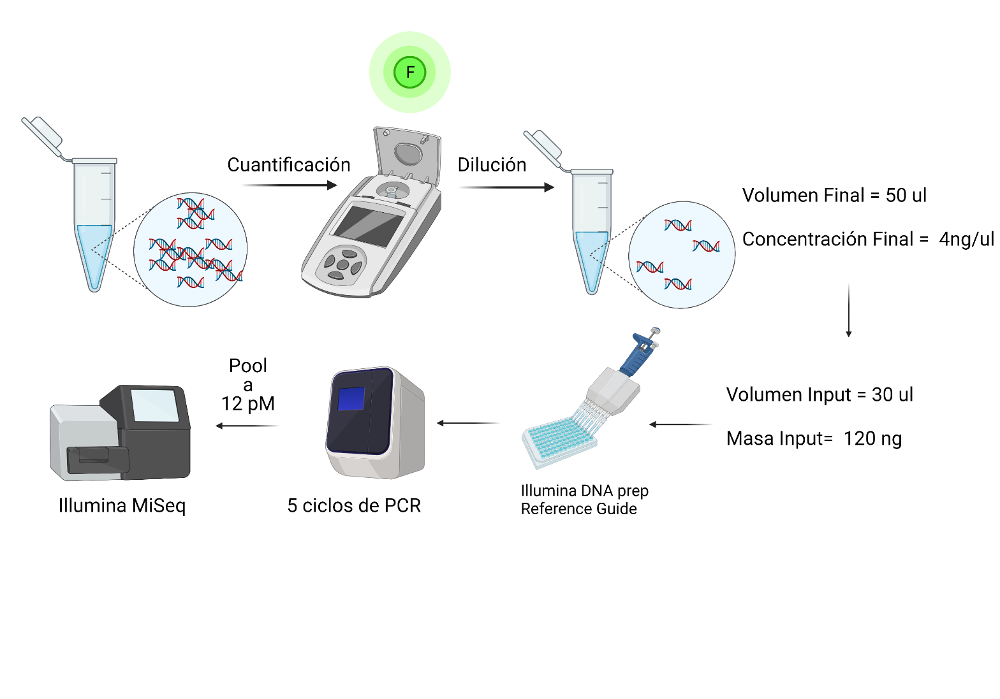 F
Cuantificación
Dilución
Volumen Final = 50 ul
Concentración Final = 4ng/ul
Volumen Input = 30 ul
Masa Input= 120 ng
Illumina DNA prep
Reference Guide
5 ciclos de PCR
Pool
a
12 pM
Illumina MiSeq